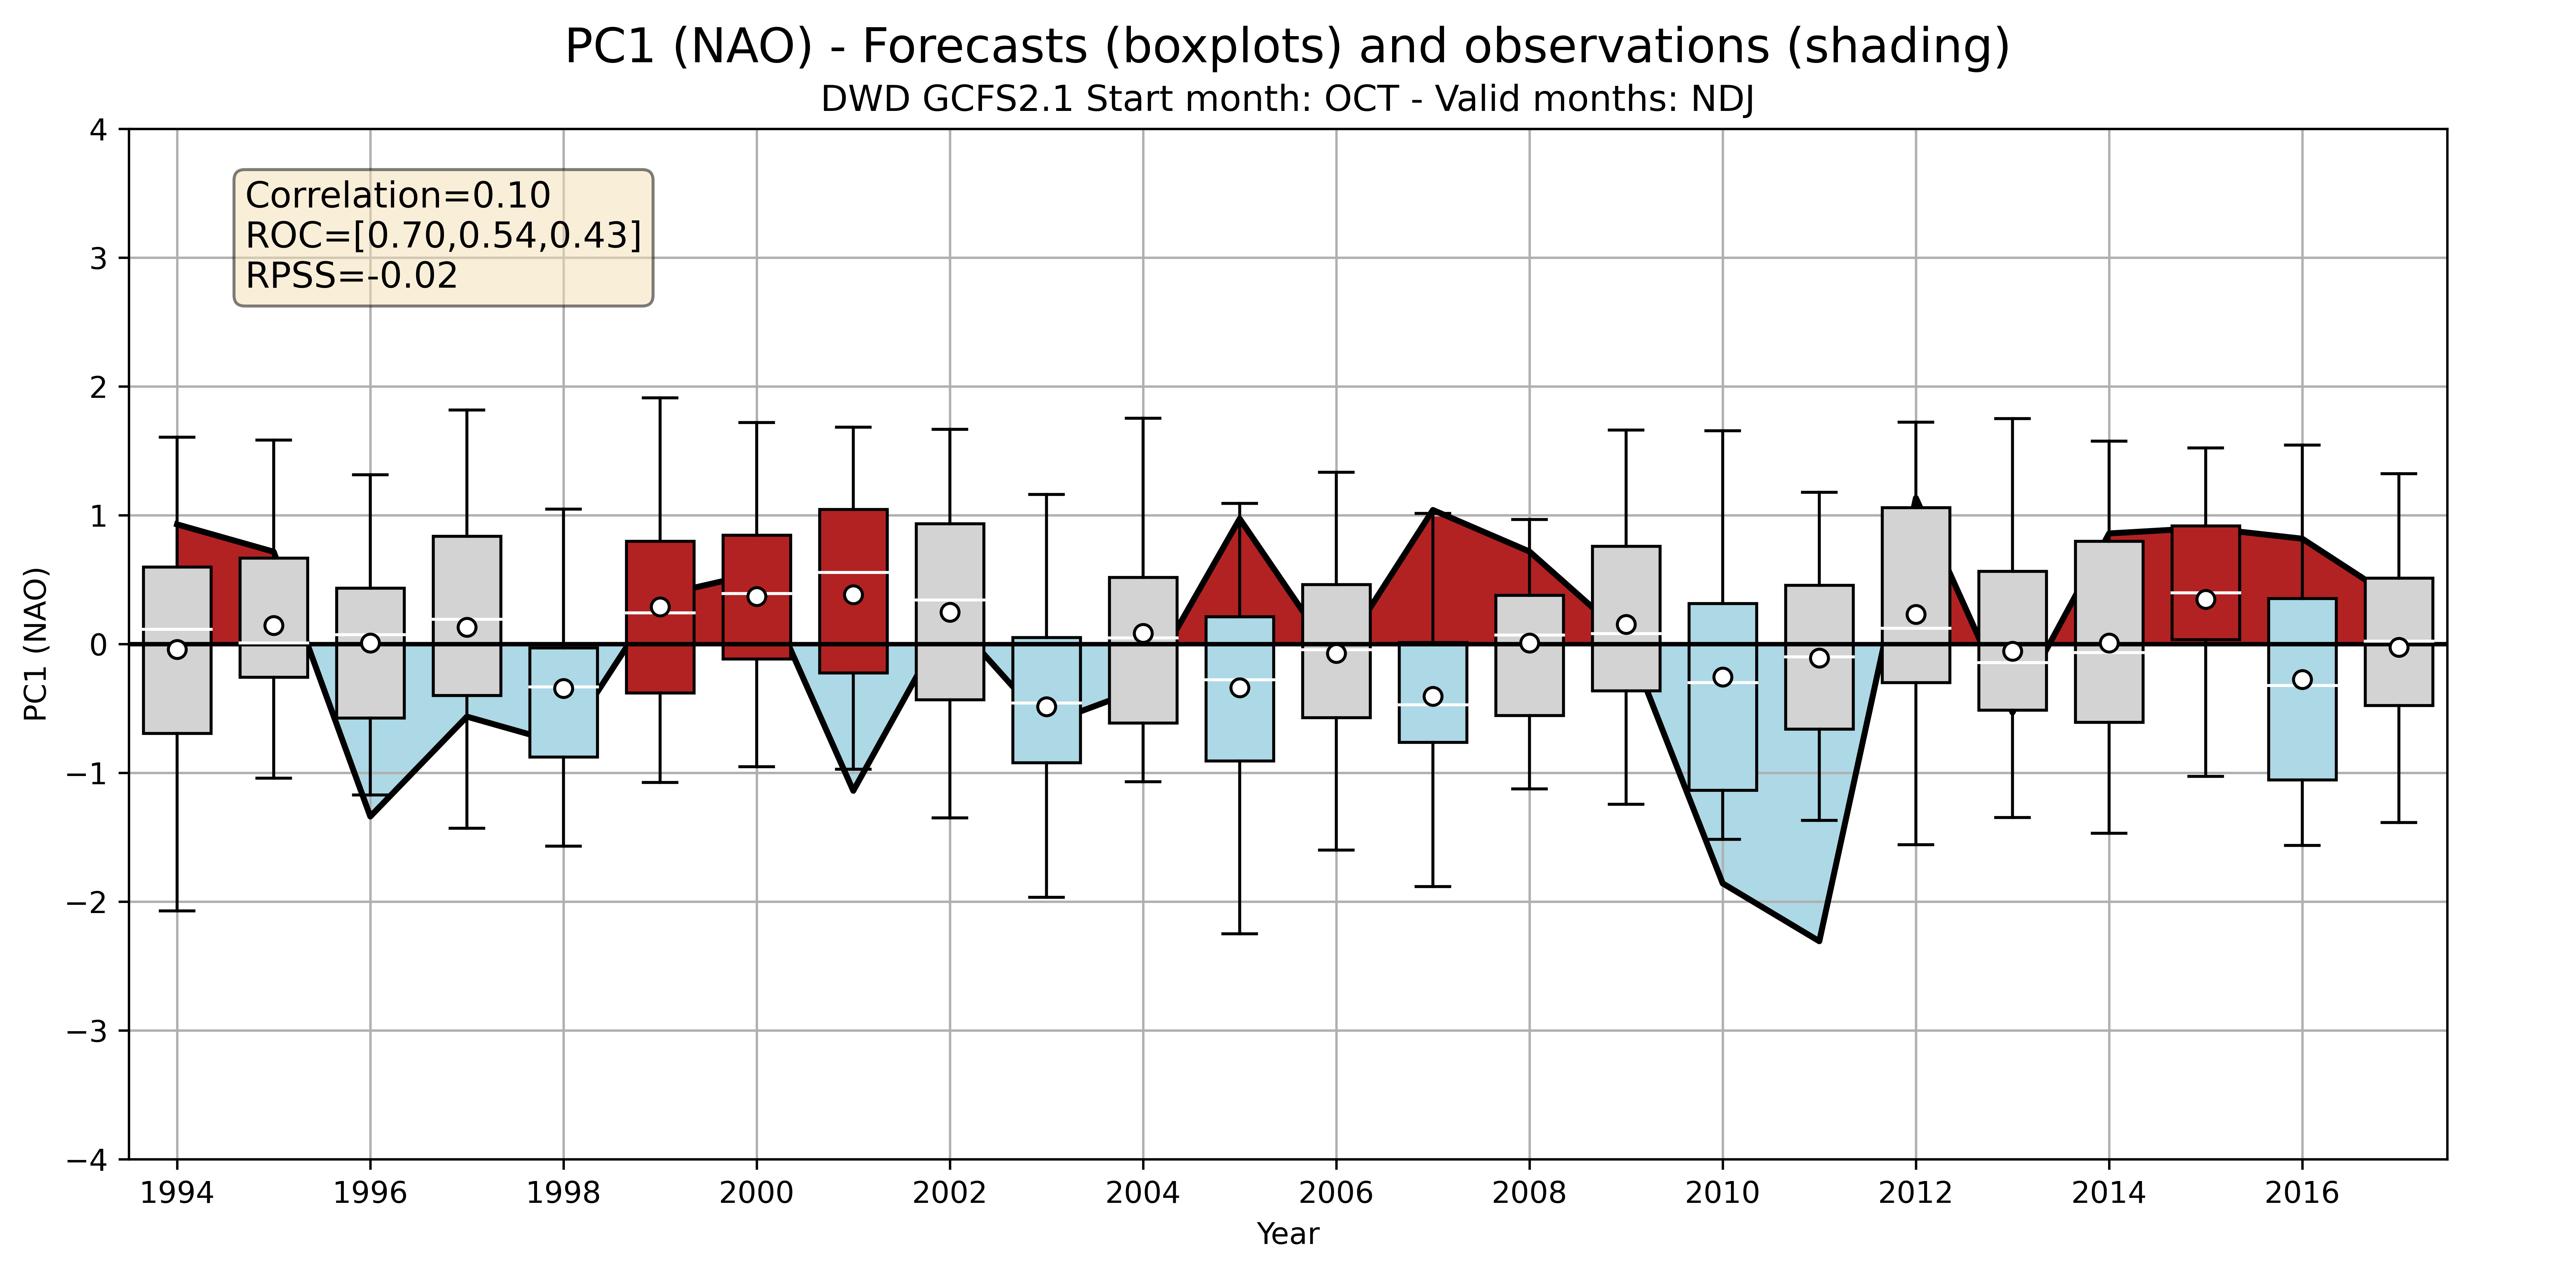 PC1 (NAO) - Forecasts (boxplots) and observations (shading)
DWD GCFS2.1 Start month: OCT - Valid months: NDJ
Correlation=0.10
ROC=[0.70,0.54,0.43]
RPSS=-0.02
PC1 (NAO)
4
3
2
1
0
−1
−2
−3
−4
1994 1996 1998 2000 2002 2004 2006 2008 2010 2012 2014 2016
Year